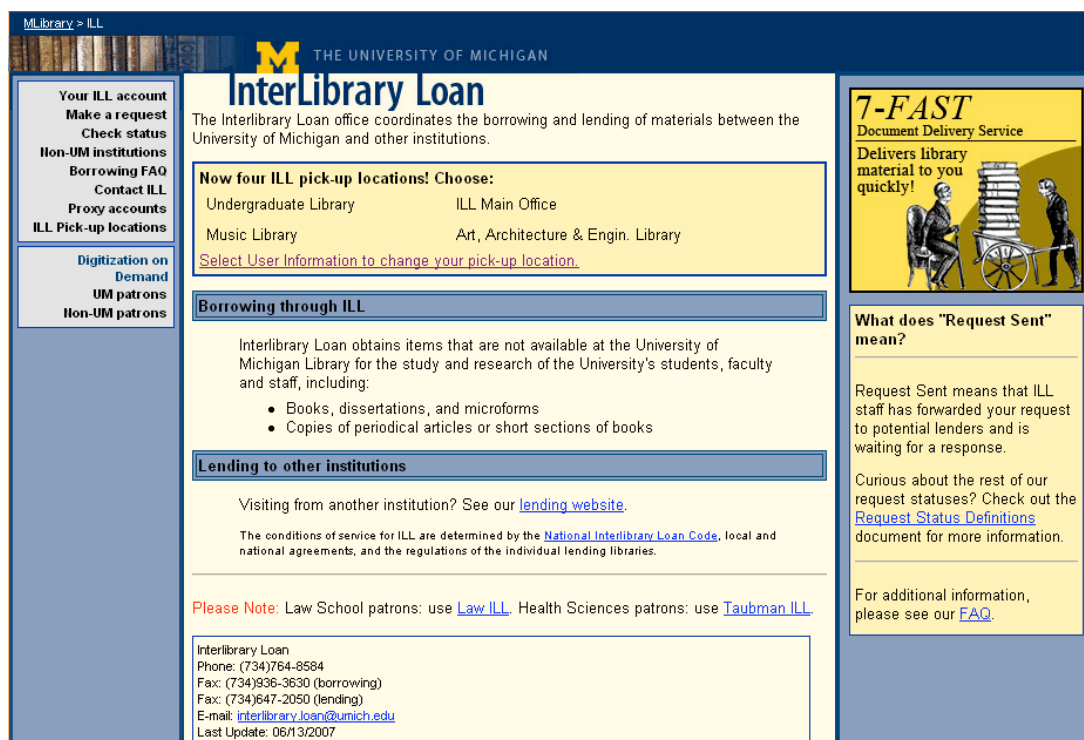 MLibrary > ILL
M THE UNIVERSITY OF MICHIGAN
InterLibrary Loan
Your ILL account
Make a request
Check status
Non-UM institutions
Borrowing FAQ
Contact ILL
Proxy accounts
ILL Pick-up locations
Digitization on
Demand
UM patrons
Non-UM patrons
The Interlibrary Loan office coordinates the borrowing and lending of materials between the
University of Michigan and other institutions.
Now four ILL pick-up locations! Choose:
Undergraduate Library ILL Main Office
Music Library Art, Architecture & Engin. Library
Select User Information to change your pick-up location.
Borrowing through ILL
Interlibrary Loan obtains items that are not available at the University of
Michigan Library for the study and research of the University's students, faculty
and staff, including:
• Books, dissertations, and microforms
• Copies of periodical articles or short sections of books
Lending to other institutions
Visiting from another institution? See our lending website.
The conditions of service for ILL are determined by the National Interlibrary Loan Code, local and
national agreements, and the regulations of the individual lending libraries.
Please Note: Law School patrons: use Law ILL. Health Sciences patrons: use Taubman ILL.
Interlibrary Loan
Phone: (734)764-8584
Fax: (734)936-3630 (borrowing)
Fax: (734)647-2050 (lending)
E-mail: interlibrary.loan@umich.edu
Last Update: 06/13/2007
7-FAST
Document Delivery Service
Delivers library
material to you
quickly!
What does "Request Sent"
mean?
Request Sent means that ILL
staff has forwarded your request
to potential lenders and is
waiting for a response.
Curious about the rest of our
request statuses? Check out the
Request Status Definitions
document for more information.
For additional information,
please see our FAQ.